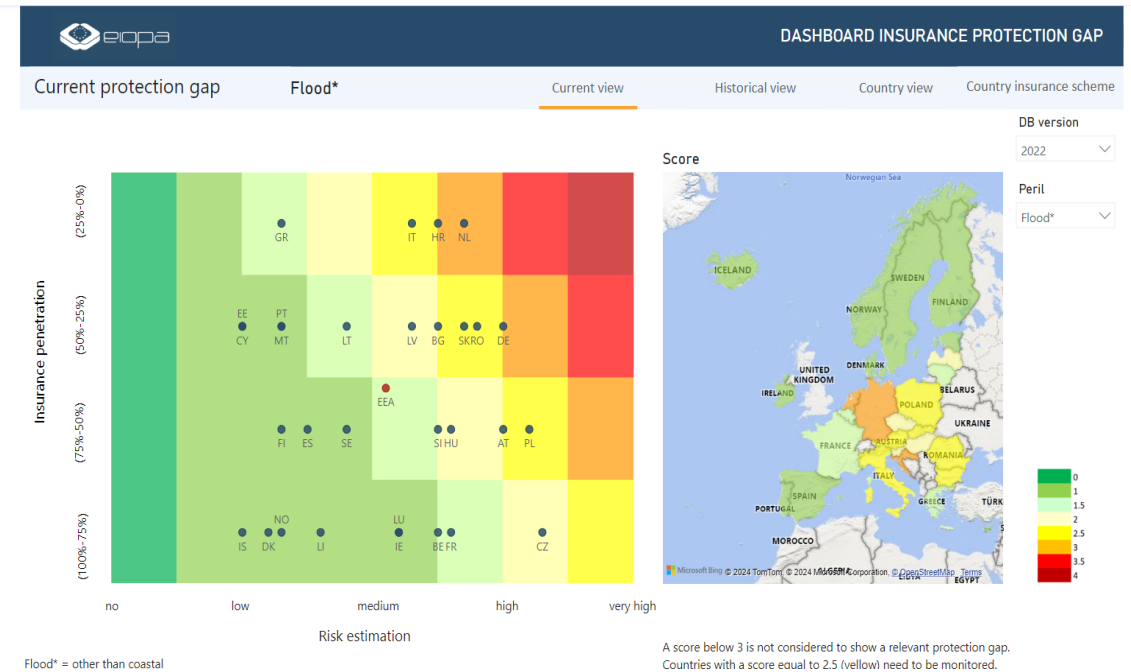 eiopa
DASHBOARD INSURANCE PROTECTION GAP
Current protection gap
Flood*
Current view
Historical view
Country view
Country insurance scheme
DB version
2022
Peril
Flood*
Insurance penetration
(25%-0%)
(50%-25%)
(75%-50%)
(100%-75%)
GR
IT
HR
NL
EE
PT
CY
MT
LT
LV
BG
SK
RO
DE
EEA
FI
ES
SE
SI
HU
AT
PL
NO
LU
IS
DK
LI
IE
BE
FR
CZ
no
low
medium
high
very high
Risk estimation
Flood* = other than coastal
Score
Norwegian Sea
ICELAND
SWEDEN
FINLAND
NORWAY
DENMARK
UNITED
KINGDOM
IRELAND
BELARUS
POLAND
UKRAINE
FRANCE
AUSTRIA
ROMANIA
ITALY
SPAIN
PORTUGAL
GREECE
TÜRK
MOROCCO
ALGERIA
LIBYA
EGYPT
Microsoft Bing
© 2024 TomTom, © 2024 Microsoft Corporation, © OpenStreetMap Terms
0
1
1.5
2
2.5
3
3.5
4
A score below 3 is not considered to show a relevant protection gap.
Countries with a score equal to 2.5 (yellow) need to be monitored.